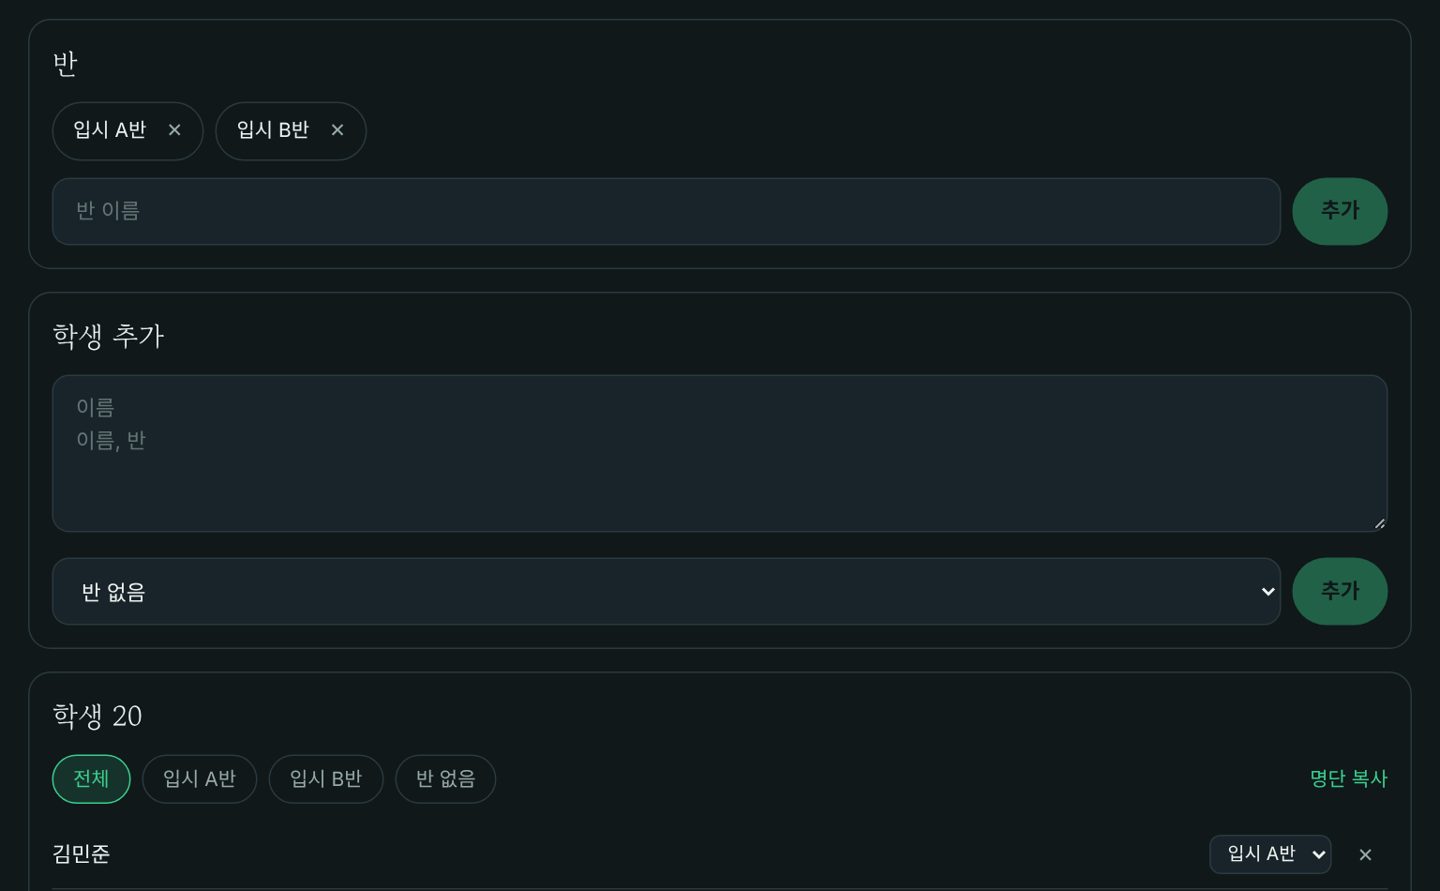 반
입시 A반 ×
입시 B반 ×
반 이름
추가
학생 추가
이름
이름, 반
반 없음
추가
학생 20
전체
입시 A반
입시 B반
반 없음
명단 복사
김민준
입시 A반
×